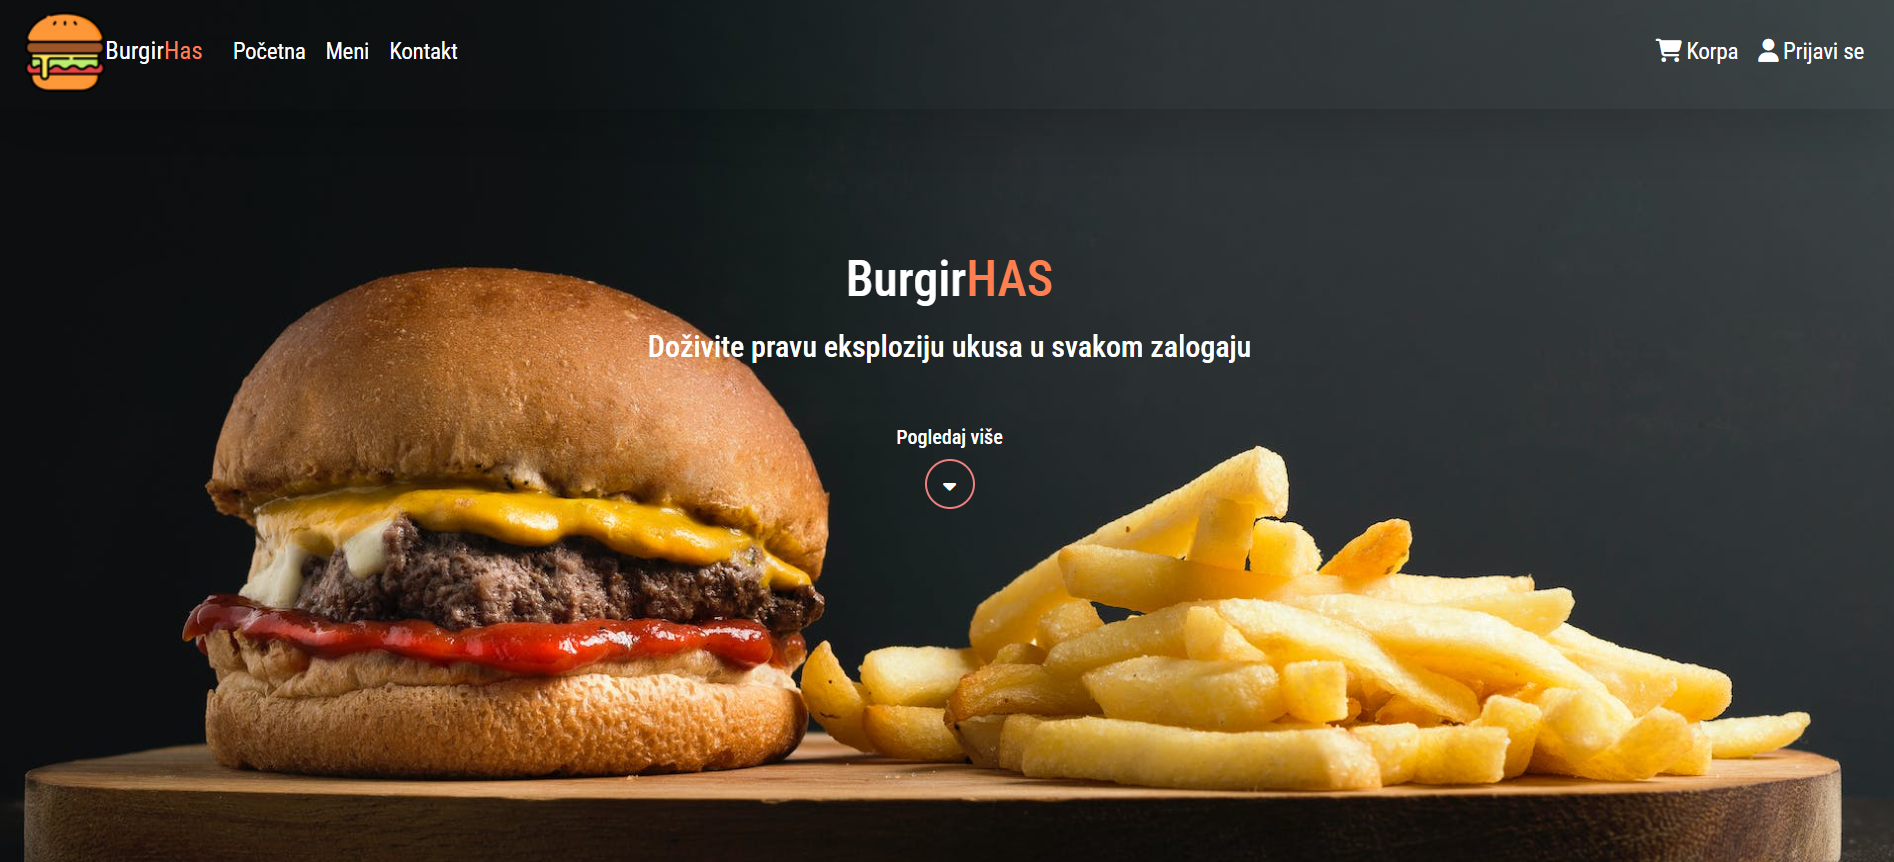 BurgirHas Početna Meni Kontakt Korpa Prijavi se
BurgirHAS
Doživite pravu eksploziju ukusa u svakom zalogaju
Pogledaj više